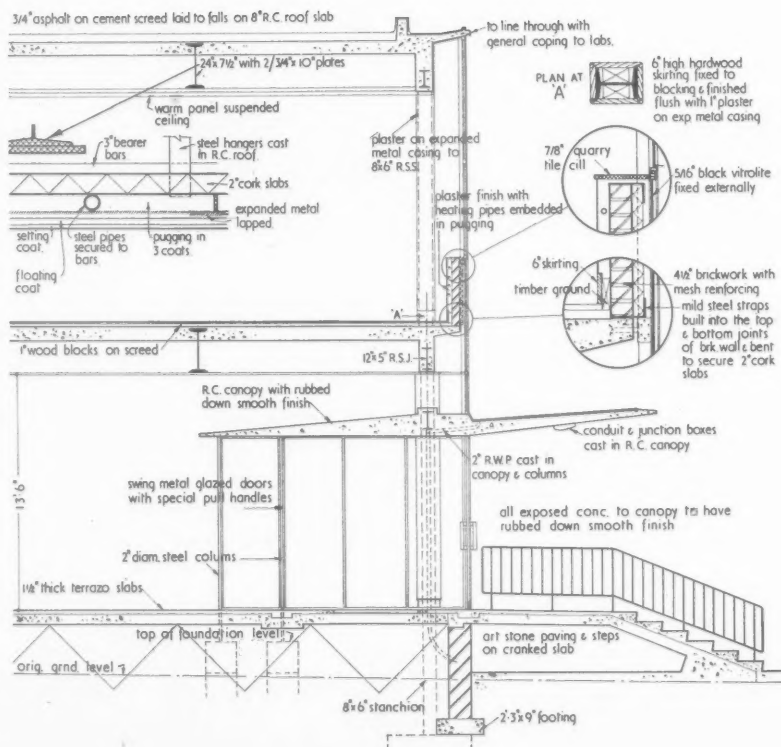 3/4" asphalt on cement screed laid to falls on 8" R.C. roof slab
to line through with
general coping to labs.
24" x 7½" with 2/3/4" x 10" plates
warm panel suspended
ceiling
3" bearer
bars
steel hangers cast
in R.C. roof.
2" cork slabs
expanded metal
lapped
setting
coat.
steel pipes
secured to
bars
pugging in
3 coats.
floating
coat
plaster on expanded
metal casing to
8"x6" R.S.S.
plaster finish with
heating pipes embedded
in pugging
PLAN AT
'A'
6" high hardwood
skirting fixed to
blocking & finished
flush with 1" plaster
on exp metal casing
7/8" quarry
tile cill
5/16" black vitrolite
fixed externally
6" skirting
timber ground
4½" brickwork with
mesh reinforcing
mild steel straps
built into the top
& bottom joints
of brk. wall & bent
to secure 2" cork
slabs
'A'
1" wood blocks on screed
12"x 5" R.S.J.
R.C. canopy with rubbed
down smooth finish
conduit & junction boxes
cast in R.C. canopy
2" R.W.P. cast in
canopy & columns
13'.6"
swing metal glazed doors
with special pull handles
all exposed conc. to canopy to have
rubbed down smooth finish
2" diam. steel colums
1½" thick terrazo slabs
top of foundation level
art stone paving & steps
on cranked slab
orig. grnd. level
8"x 6" stanchion
2'.3"x 9" footing